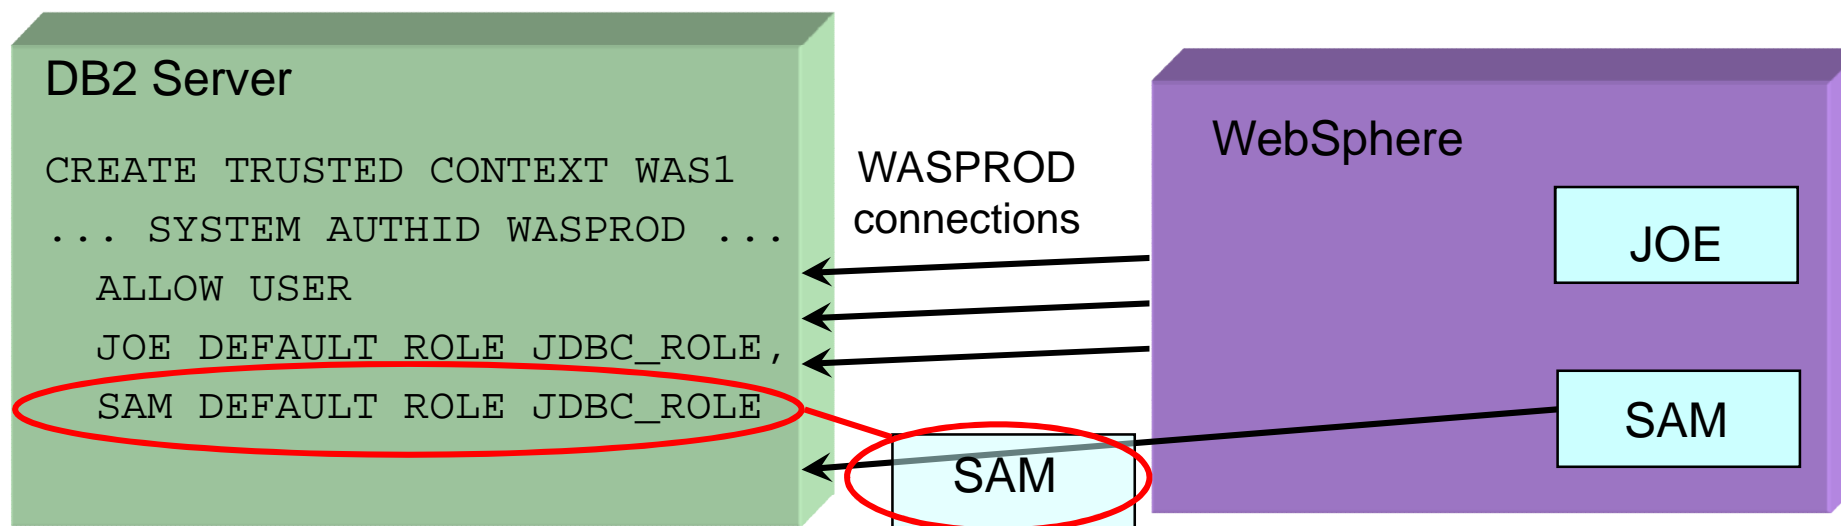 DB2 Server
CREATE TRUSTED CONTEXT WAS1
... SYSTEM AUTHID WASPROD ...
ALLOW USER
JOE DEFAULT ROLE JDBC_ROLE,
SAM DEFAULT ROLE JDBC_ROLE
WASPROD
connections
SAM
WebSphere
JOE
SAM